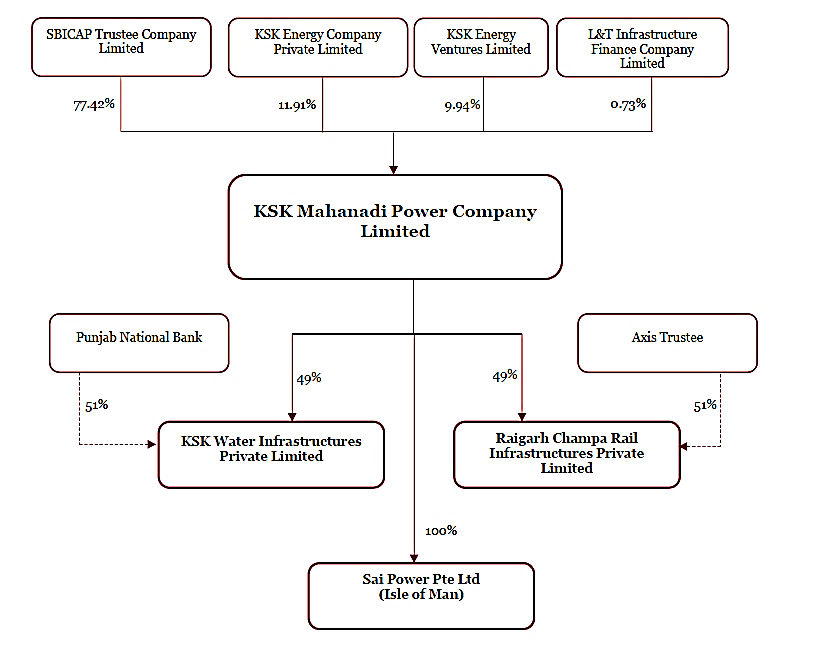 SBICAP Trustee Company
Limited
KSK Energy Company
Private Limited
KSK Energy
Ventures Limited
L&T Infrastructure
Finance Company
Limited
77.42%
11.91%
9.94%
0.73%
KSK Mahanadi Power Company
Limited
Punjab National Bank
Axis Trustee
51%
49%
49%
51%
KSK Water Infrastructures
Private Limited
Raigarh Champa Rail
Infrastructures Private
Limited
100%
Sai Power Pte Ltd
(Isle of Man)